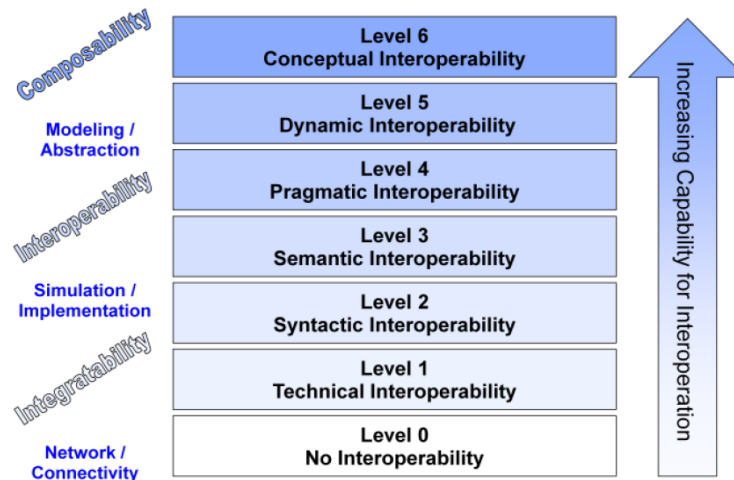 Composability
Modeling /
Abstraction
Interoperability
Simulation /
Implementation
Integratability
Network /
Connectivity
Level 6
Conceptual Interoperability
Level 5
Dynamic Interoperability
Level 4
Pragmatic Interoperability
Level 3
Semantic Interoperability
Level 2
Syntactic Interoperability
Level 1
Technical Interoperability
Level 0
No Interoperability
Increasing Capability for Interoperation